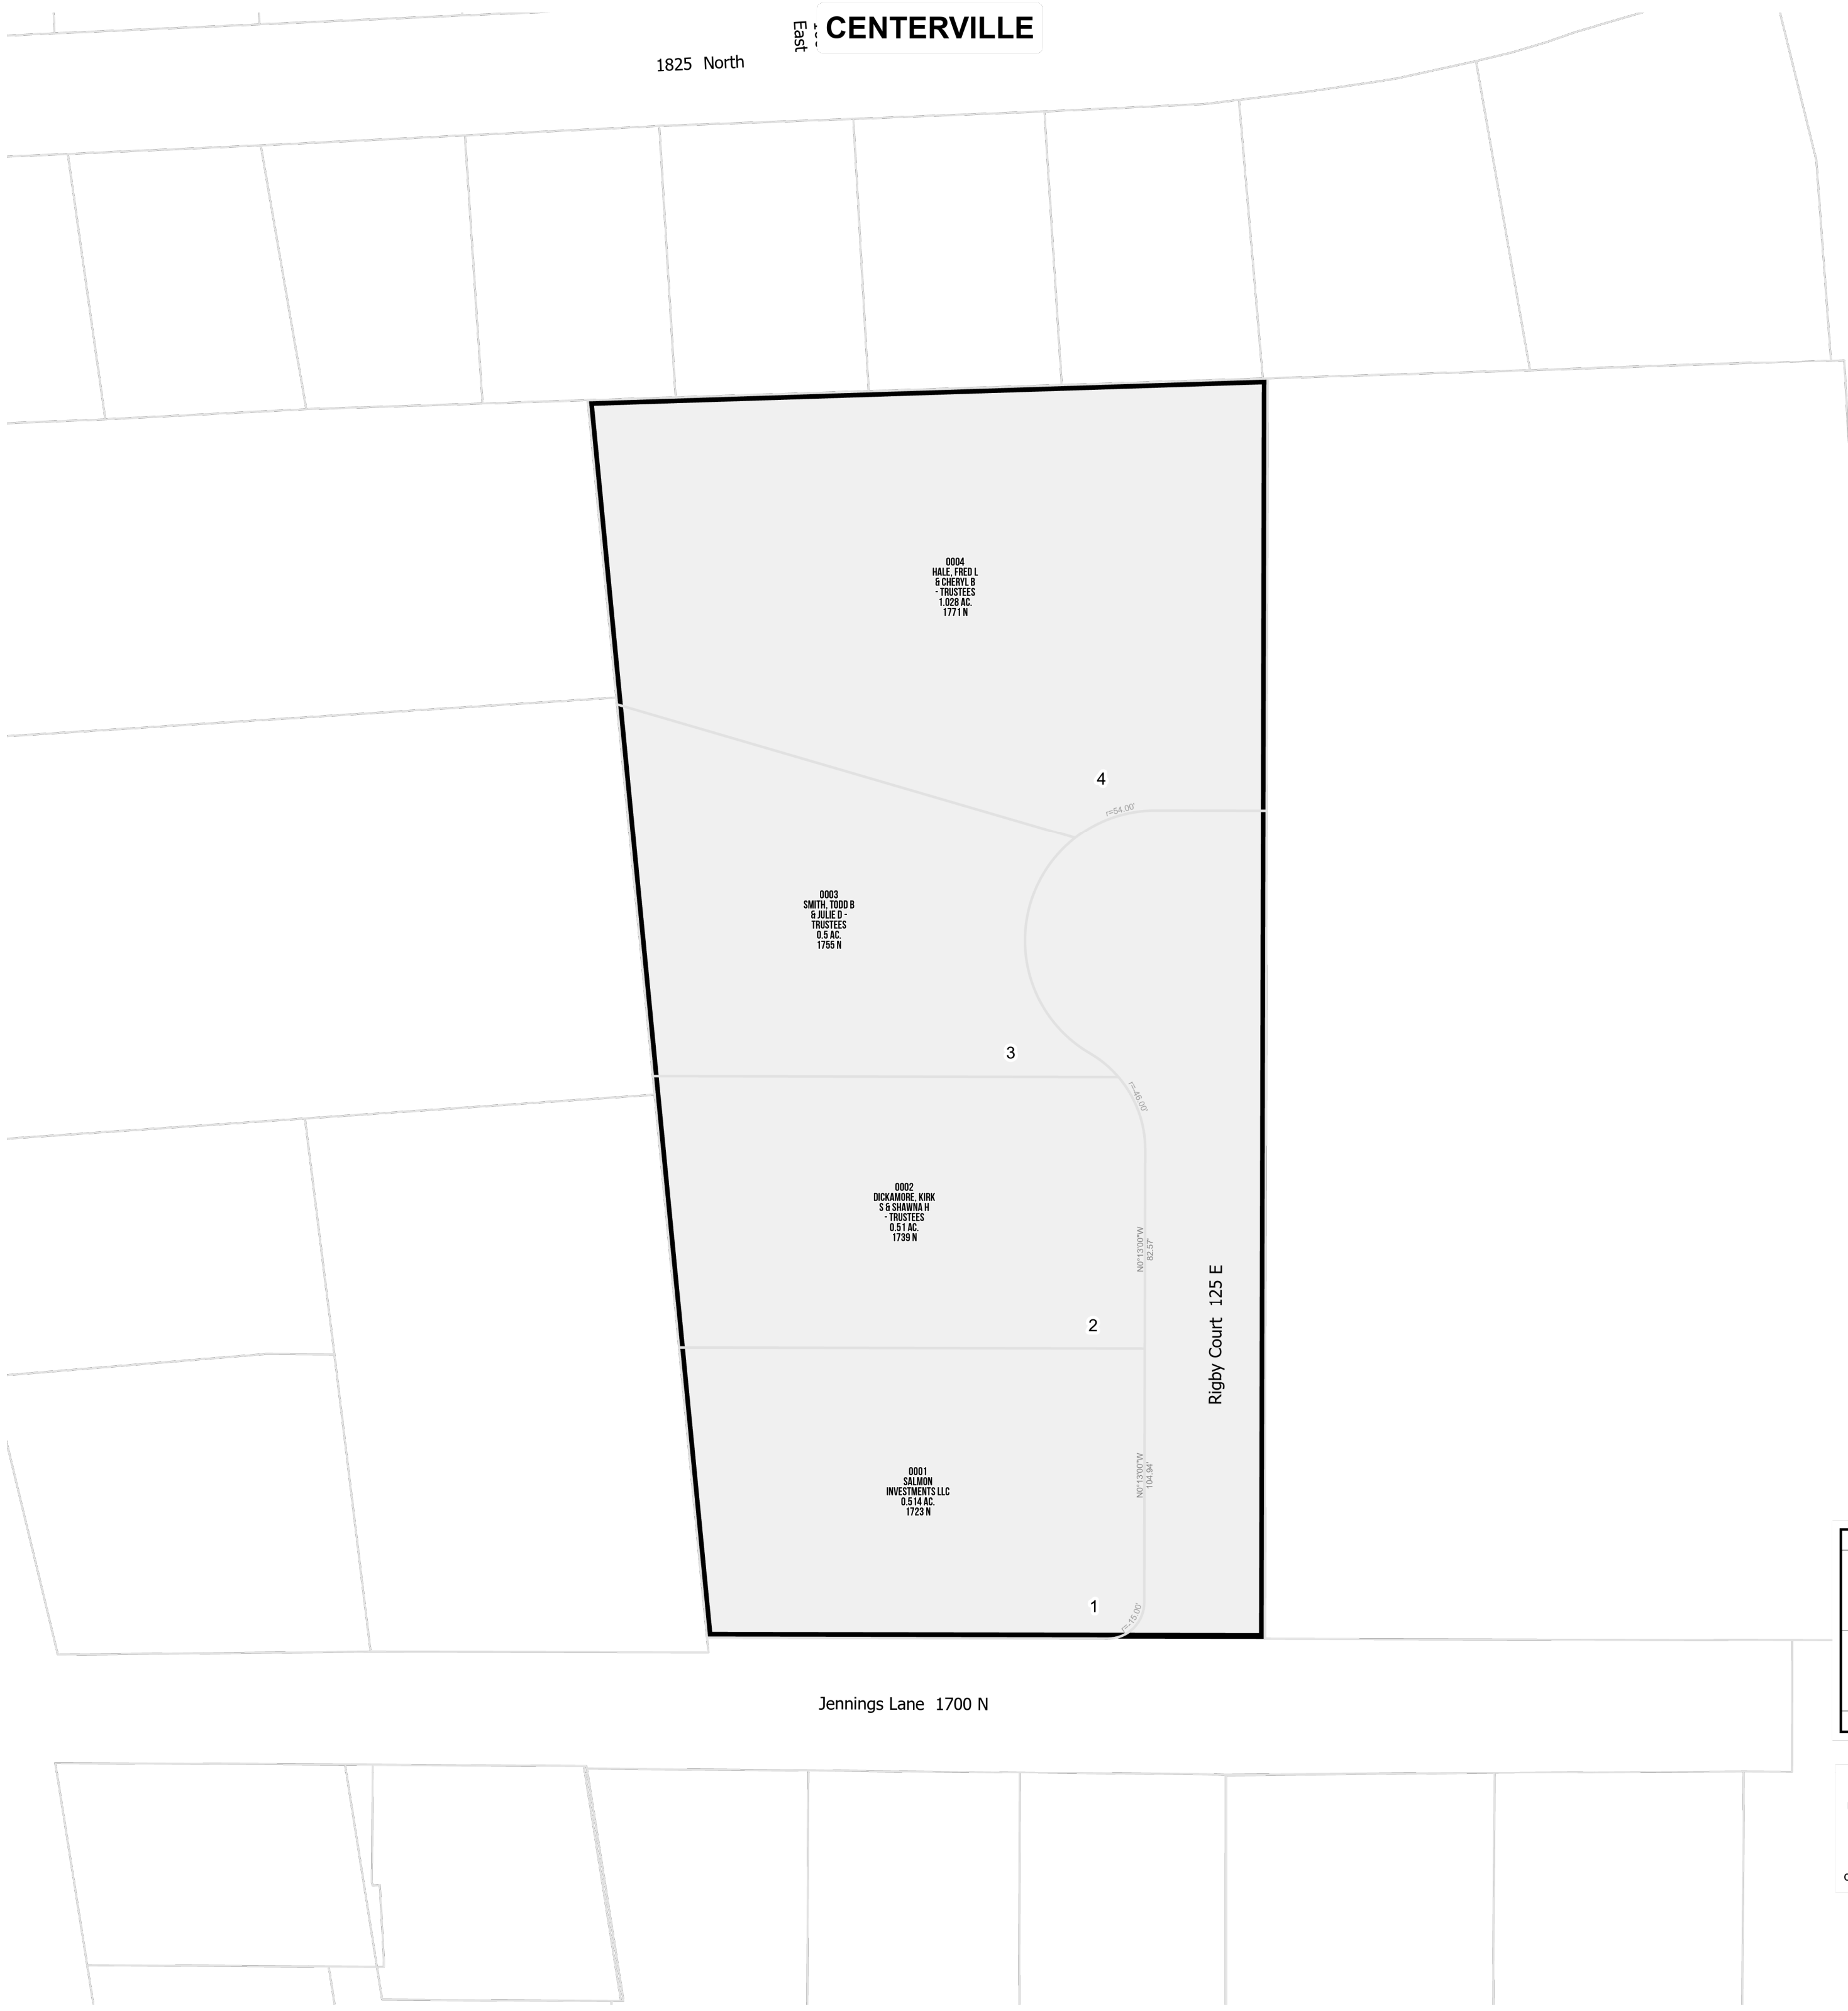 CENTERVILLE
East
1825 North
0004
HALE, FRED L
& CHERYL B
- TRUSTEES
1.028 AC.
1771 N
4
r=54.00'
0003
SMITH, TODD B
& JULIE D -
TRUSTEES
0.5 AC.
1755 N
3
r=-46.00'
0002
DICKAMORE, KIRK
S & SHAWNA H
- TRUSTEES
0.51 AC.
1739 N
N0°13'00"W
82.57'
Rigby Court 125 E
2
0001
SALMON
INVESTMENTS LLC
0.514 AC.
1723 N
N0°13'00"W
104.94'
1
r=-15.00'
Jennings Lane 1700 N